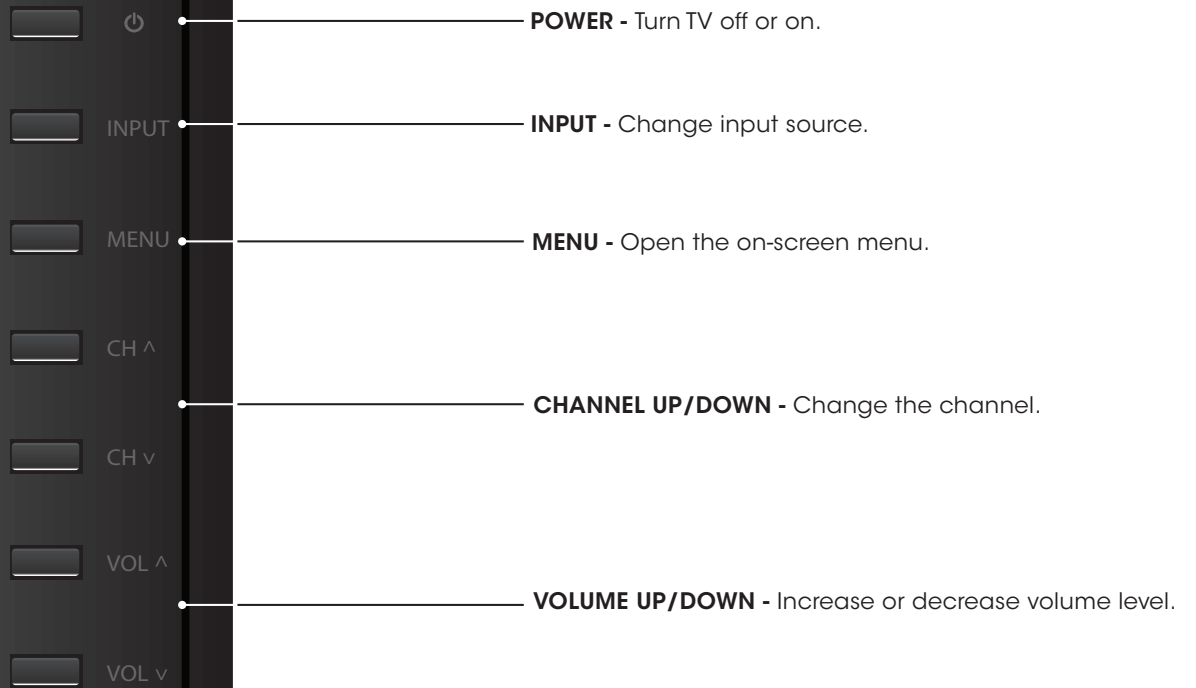 POWER - Turn TV off or on.
INPUT
INPUT - Change input source.
MENU
MENU - Open the on-screen menu.
CH ˄
CHANNEL UP/DOWN - Change the channel.
CH ˅
VOL ˄
VOLUME UP/DOWN - Increase or decrease volume level.
VOL ˅